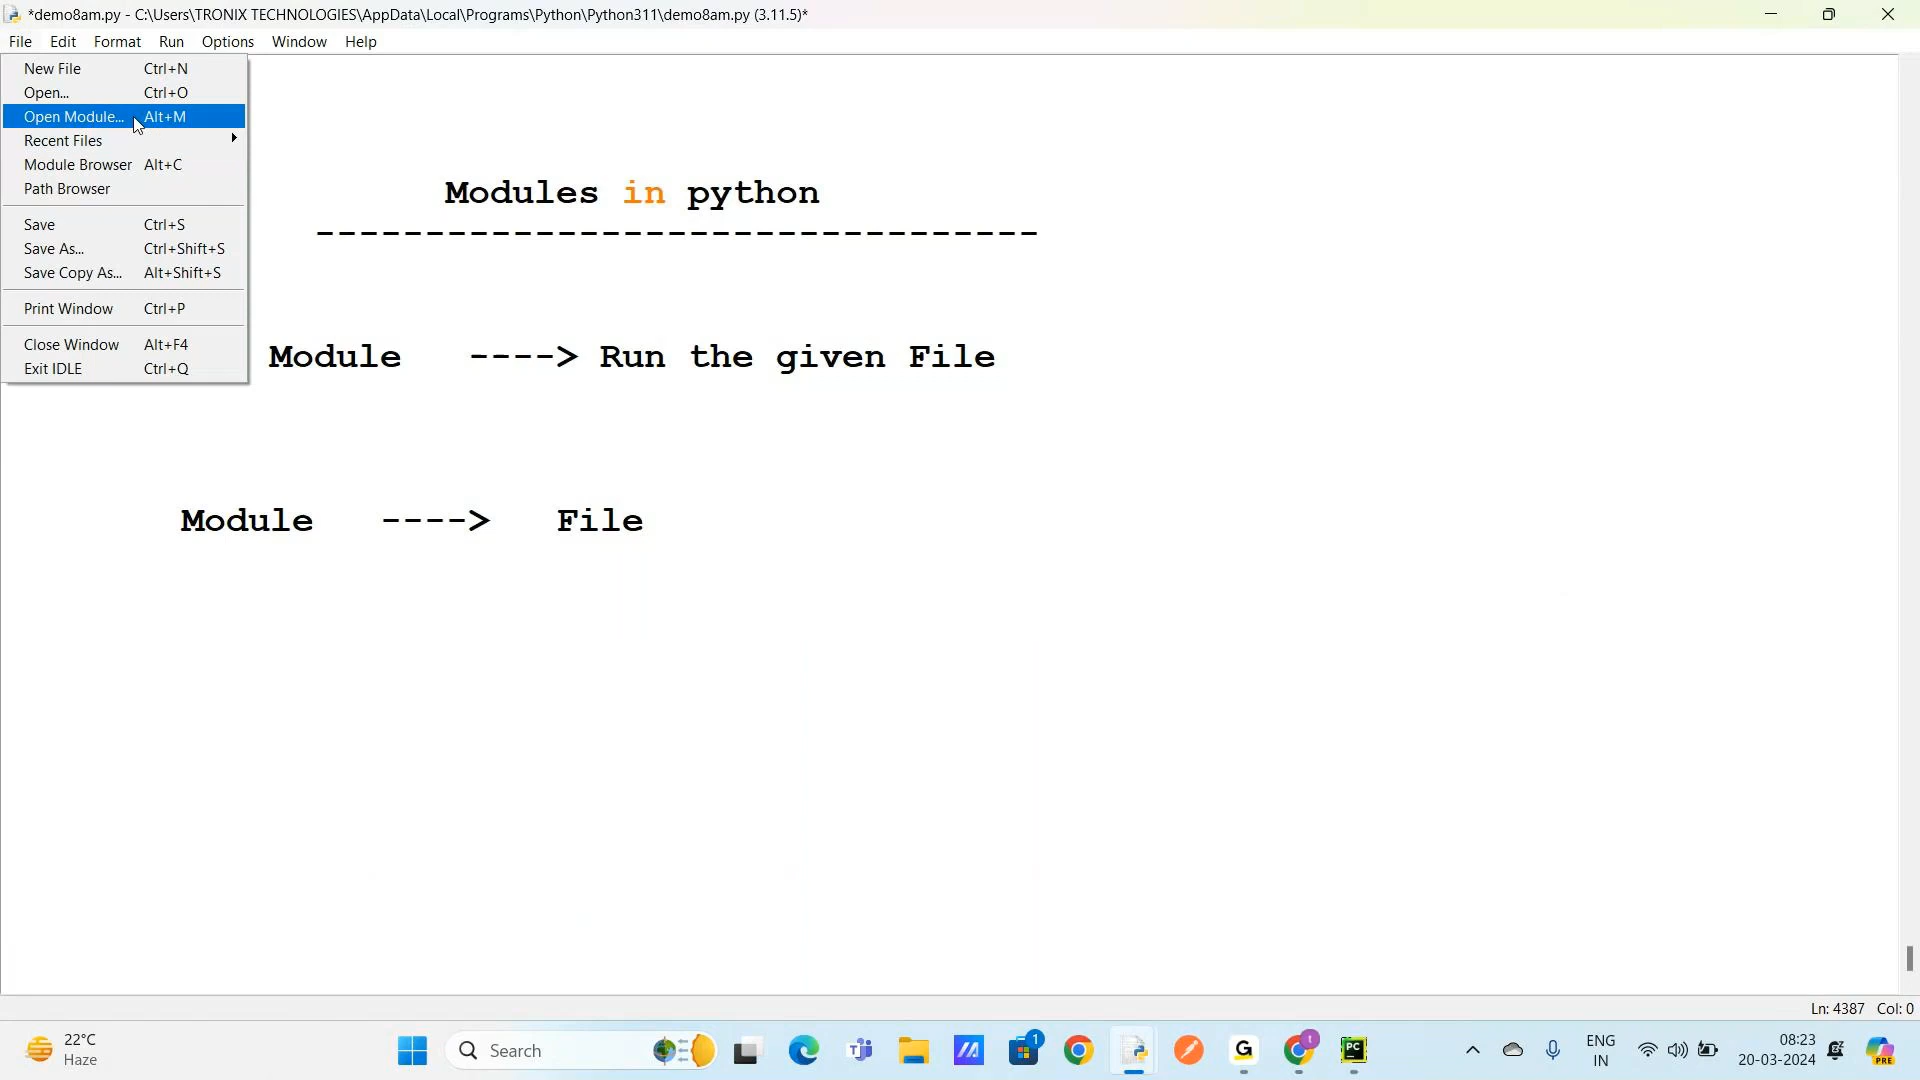 *demo8am.py - C:\Users\TRONIX TECHNOLOGIES\AppData\Local\Programs\Python\Python311\demo8am.py (3.11.5)*
File Edit Format Run Options Window Help
New File Ctrl+N
Open... Ctrl+O
Open Module... Alt+M
Recent Files
Module Browser Alt+C
Path Browser
Save Ctrl+S
Save As... Ctrl+Shift+S
Save Copy As... Alt+Shift+S
Print Window Ctrl+P
Close Window Alt+F4
Exit IDLE Ctrl+Q
Modules in python
---------------------------------
Module ----> Run the given File
Module ----> File
Ln: 4387 Col: 0
22°C
Haze
Search
1
t
PC
ENG
IN
08:23
20-03-2024
PRE